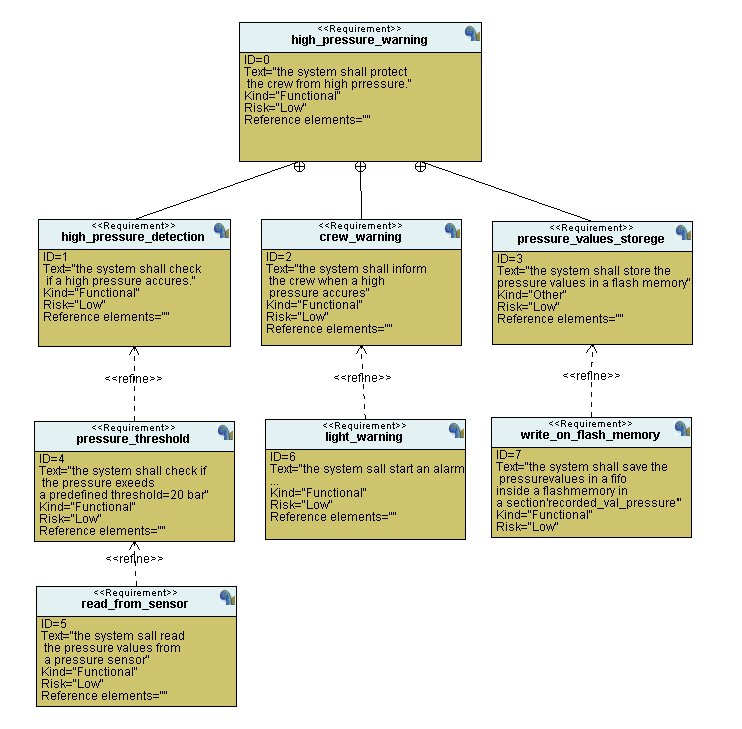 <<Requirement>>
high_pressure_warning
ID=0
Text="the system shall protect
the crew from high prressure."
Kind="Functional"
Risk="Low"
Reference elements=""
<<Requirement>>
high_pressure_detection
ID=1
Text="the system shall check
if a high pressure accures."
Kind="Functional"
Risk="Low"
Reference elements=""
<<Requirement>>
crew_warning
ID=2
Text="the system shall inform
the crew when a high
pressure accures"
Kind="Functional"
Risk="Low"
Reference elements=""
<<Requirement>>
pressure_values_storege
ID=3
Text="the system shall store the
pressure values in a flash memory"
Kind="Other"
Risk="Low"
Reference elements=""
<<refine>>
<<refine>>
<<refine>>
<<Requirement>>
pressure_threshold
ID=4
Text="the system shall check if
the pressure exeeds
a predefined threshold=20 bar"
Kind="Functional"
Risk="Low"
Reference elements=""
<<Requirement>>
light_warning
ID=6
Text="the system sall start an alarm
...
Kind="Functional"
Risk="Low"
Reference elements=""
<<Requirement>>
write_on_flash_memory
ID=7
Text="the system shall save the
pressurevalues in a fifo
inside a flashmemory in
a section'recorded_val_pressure'"
Kind="Functional"
Risk="Low"
<<refine>>
<<Requirement>>
read_from_sensor
ID=5
Text="the system sall read
the pressure values from
a pressure sensor"
Kind="Functional"
Risk="Low"
Reference elements=""